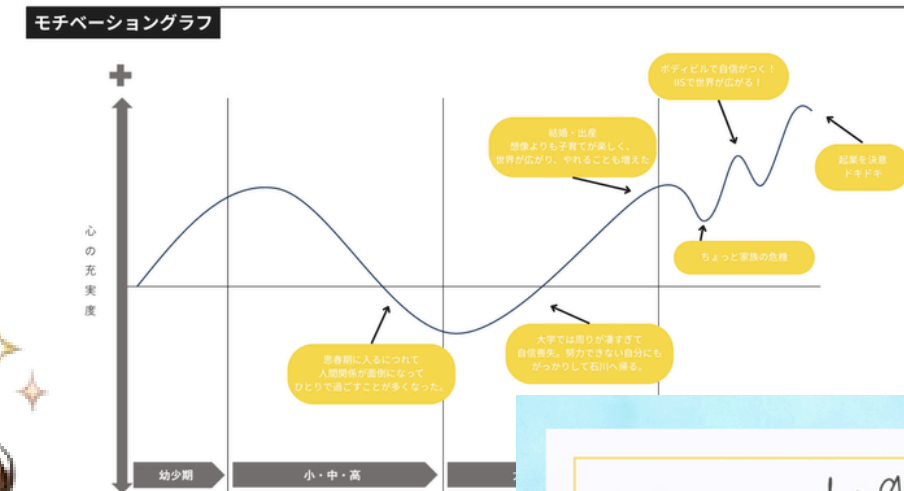 モチベーショングラフ
ボディビルで自信がつく！
IISで世界が広がる！
結婚・出産
想像よりも子育てが楽しく、
世界が広がり、やれることも増えた
起業を決意
ドキドキ
心の充実度
ちょっと家族の危機
大学では周りが凄すぎて
自信喪失。努力できない自分にも
がっかりして石川へ帰る。
思春期に入るにつれて
人間関係が面倒になって
ひとりで過ごすことが多くなった。
幼少期
小・中・高